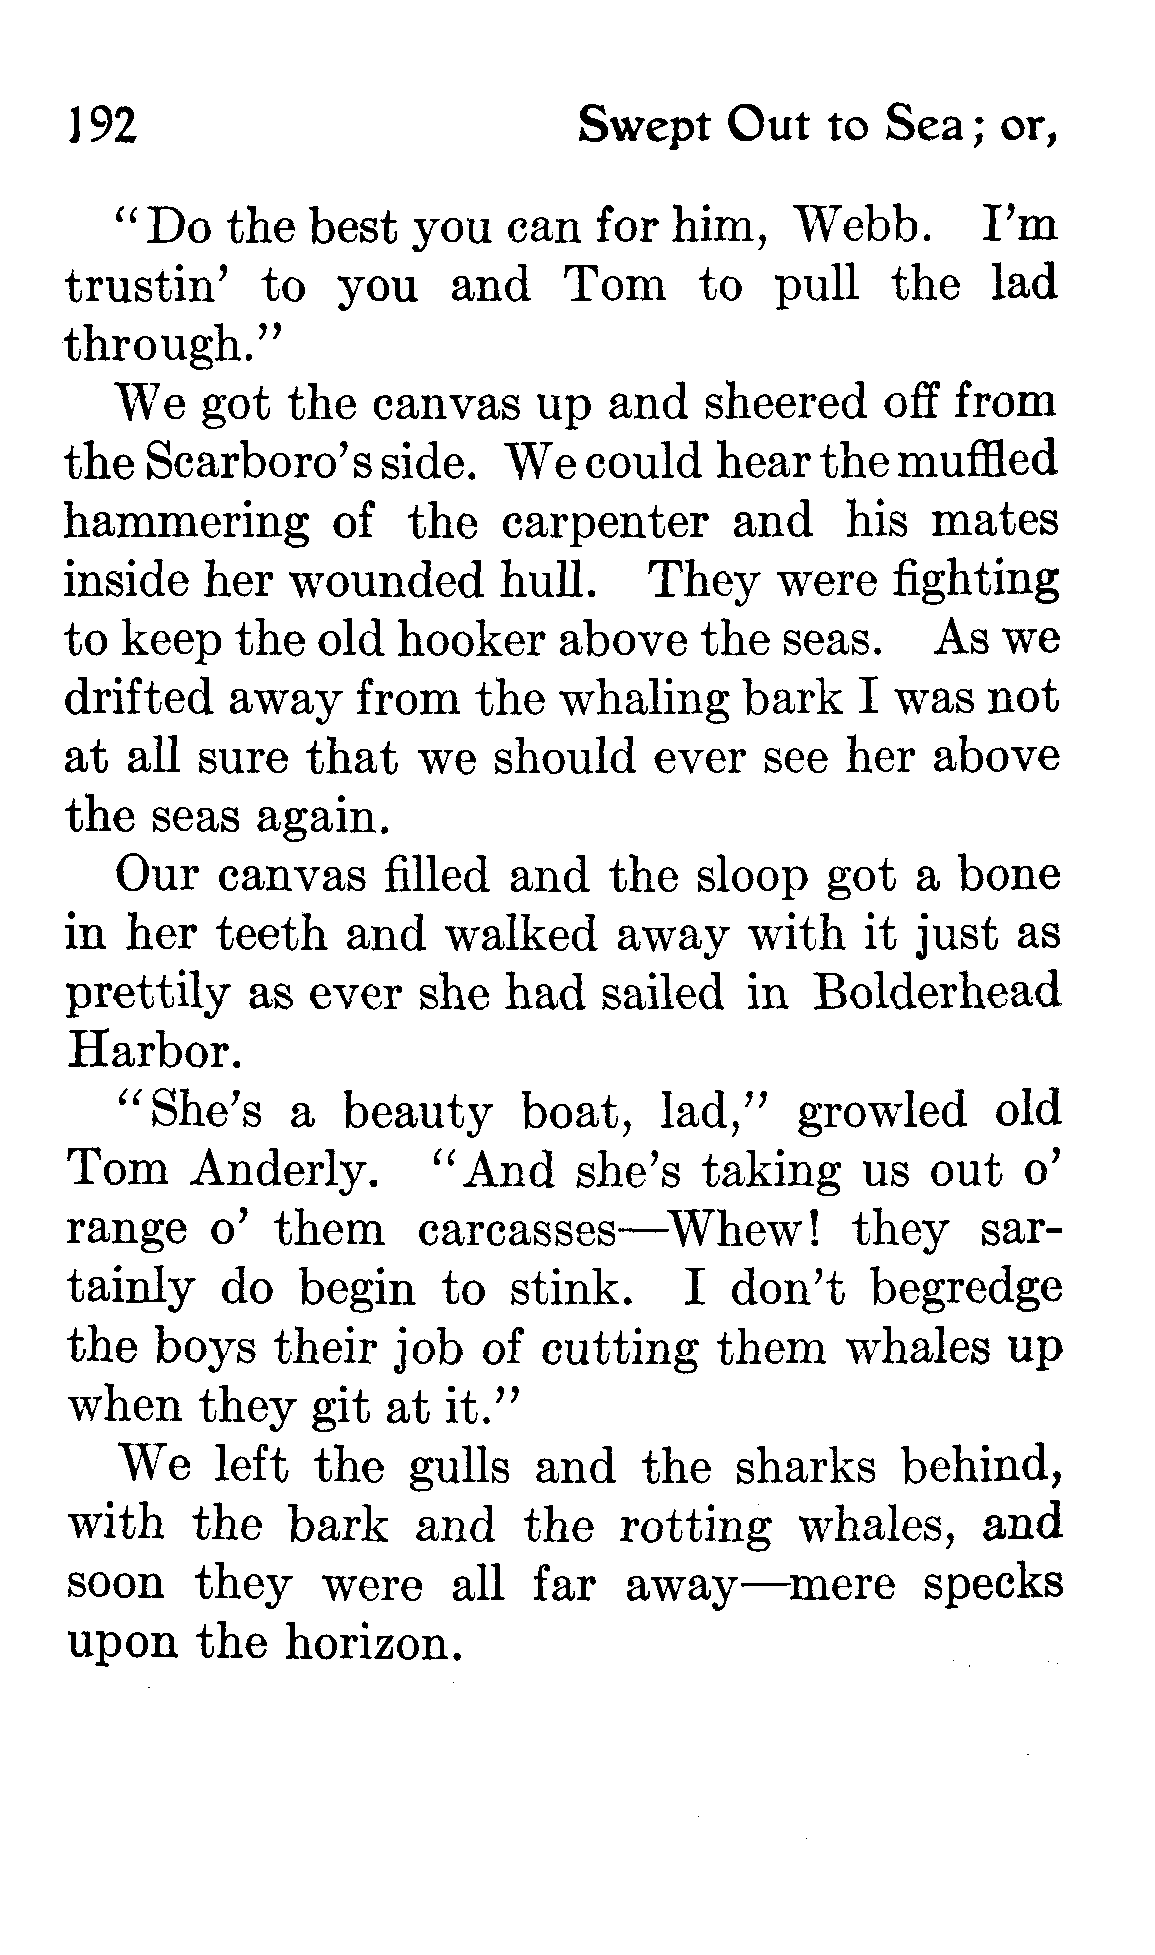 192 Swept Out to Sea; or,
"Do the best you can for him, Webb. I'm
trustin' to you and Tom to pull the lad
through."
We got the canvas up and sheered off from
the Scarboro's side. We could hear the muffled
hammering of the carpenter and his mates
inside her wounded hull. They were fighting
to keep the old hooker above the seas. As we
drifted away from the whaling bark I was not
at all sure that we should ever see her above
the seas again.
Our canvas filled and the sloop got a bone
in her teeth and walked away with it just as
prettily as ever she had sailed in Bolderhead
Harbor.
"She's a beauty boat, lad," growled old
Tom Anderly. "And she's taking us out o'
range o' them carcasses—Whew! they sar-
tainly do begin to stink. I don't begredge
the boys their job of cutting them whales up
when they git at it."
We left the gulls and the sharks behind,
with the bark and the rotting whales, and
soon they were all far away—mere specks
upon the horizon.